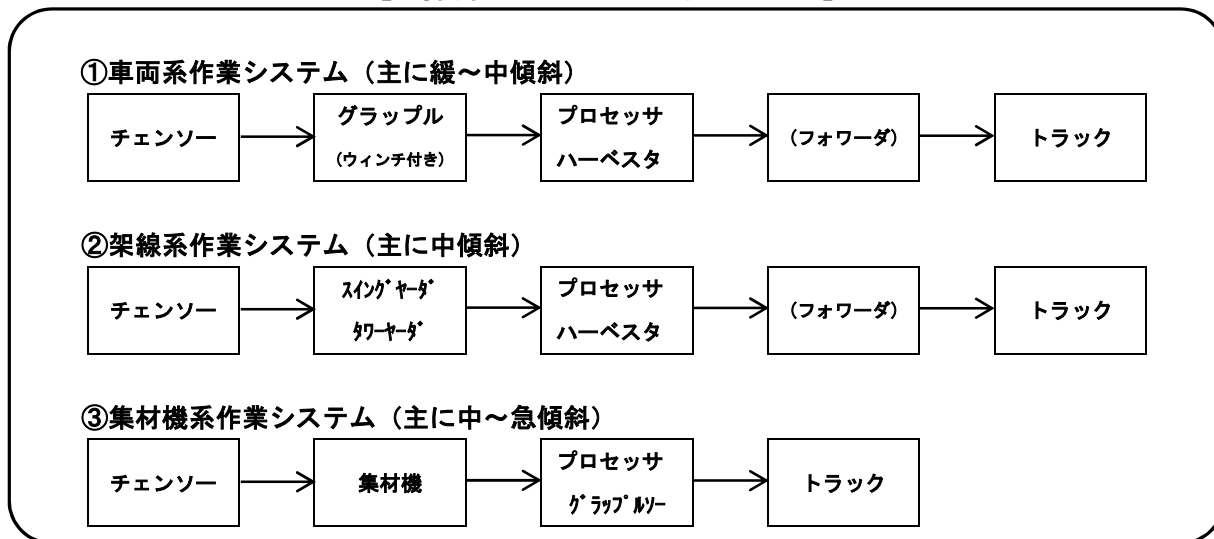 ①車両系作業システム（主に緩～中傾斜）
チェンソー
グラップル
（ウィンチ付き）
プロセッサ
ハーベスタ
（フォワーダ）
トラック
②架線系作業システム（主に中傾斜）
チェンソー
ｽｲﾝｸﾞﾔｰﾀﾞ
ﾀﾜｰﾔｰﾀﾞ
プロセッサ
ハーベスタ
（フォワーダ）
トラック
③集材機系作業システム（主に中～急傾斜）
チェンソー
集材機
プロセッサ
ｸﾞﾗｯﾌﾟﾙｿｰ
トラック